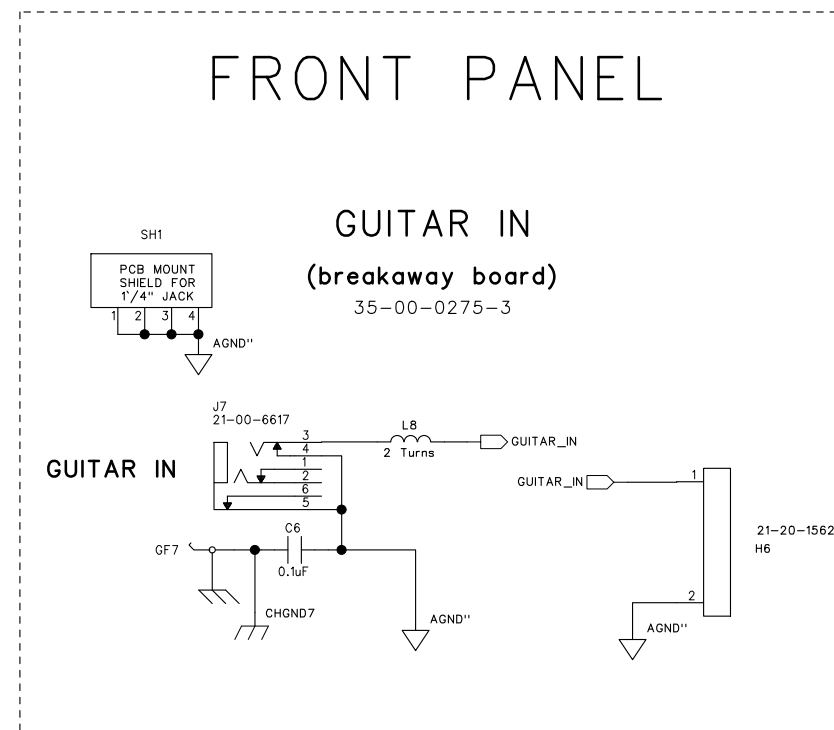 FRONT PANEL
GUITAR IN
(breakaway board)
35-00-0275-3
SH1
PCB MOUNT
SHIELD FOR
1`/4" JACK
1 2 3 4
AGND"
J7
21-00-6617
GUITAR IN
3
4
1
2
6
5
L8
2 Turns
GUITAR_IN
GUITAR_IN
1
2
21-20-1562
H6
AGND"
GF7
C6
0.1uF
CHGND7
AGND"